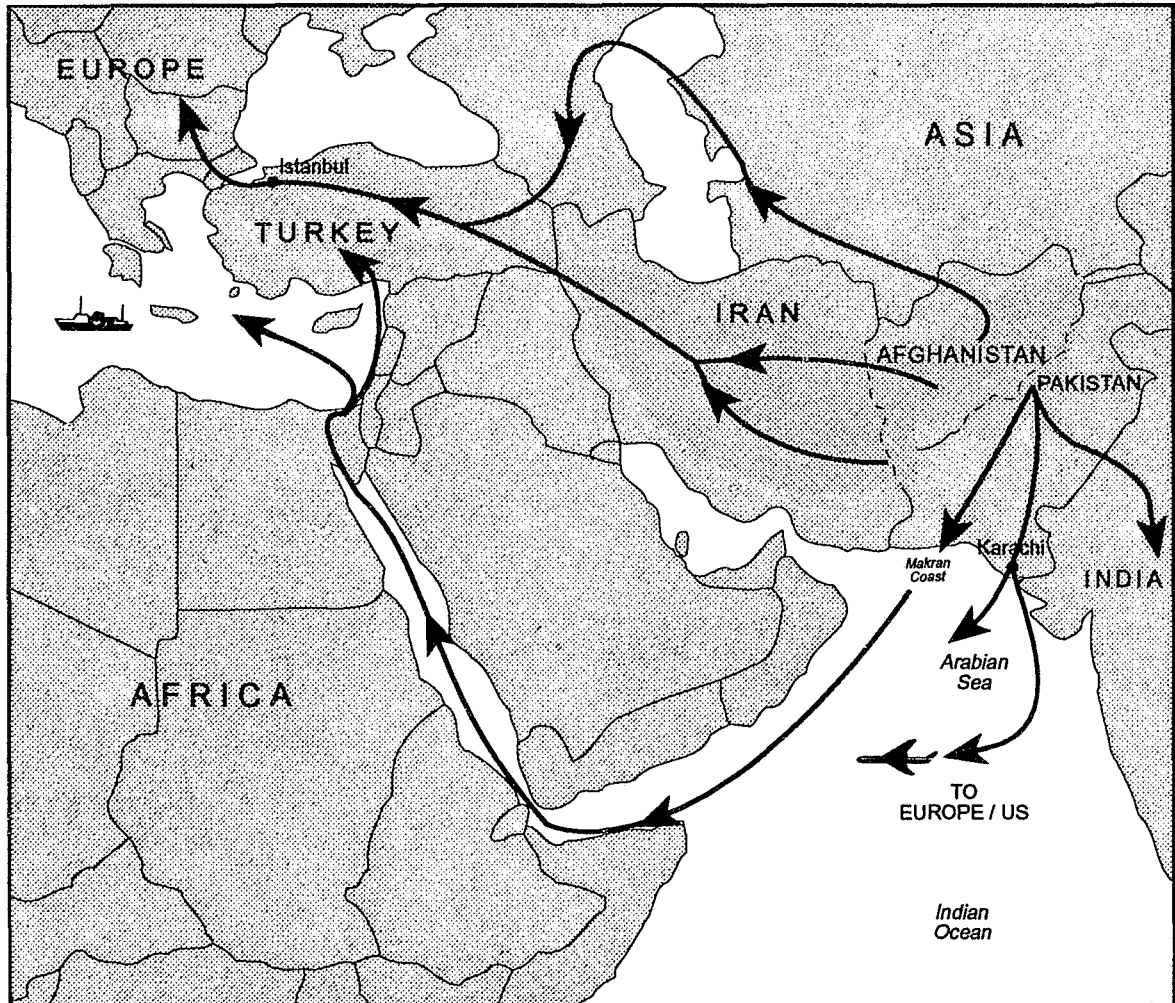 EUROPE
ASIA
Istanbul
TURKEY
IRAN
AFGHANISTAN
PAKISTAN
Karachi
Makran
Coast
INDIA
Arabian
Sea
AFRICA
TO
EUROPE / US
Indian
Ocean